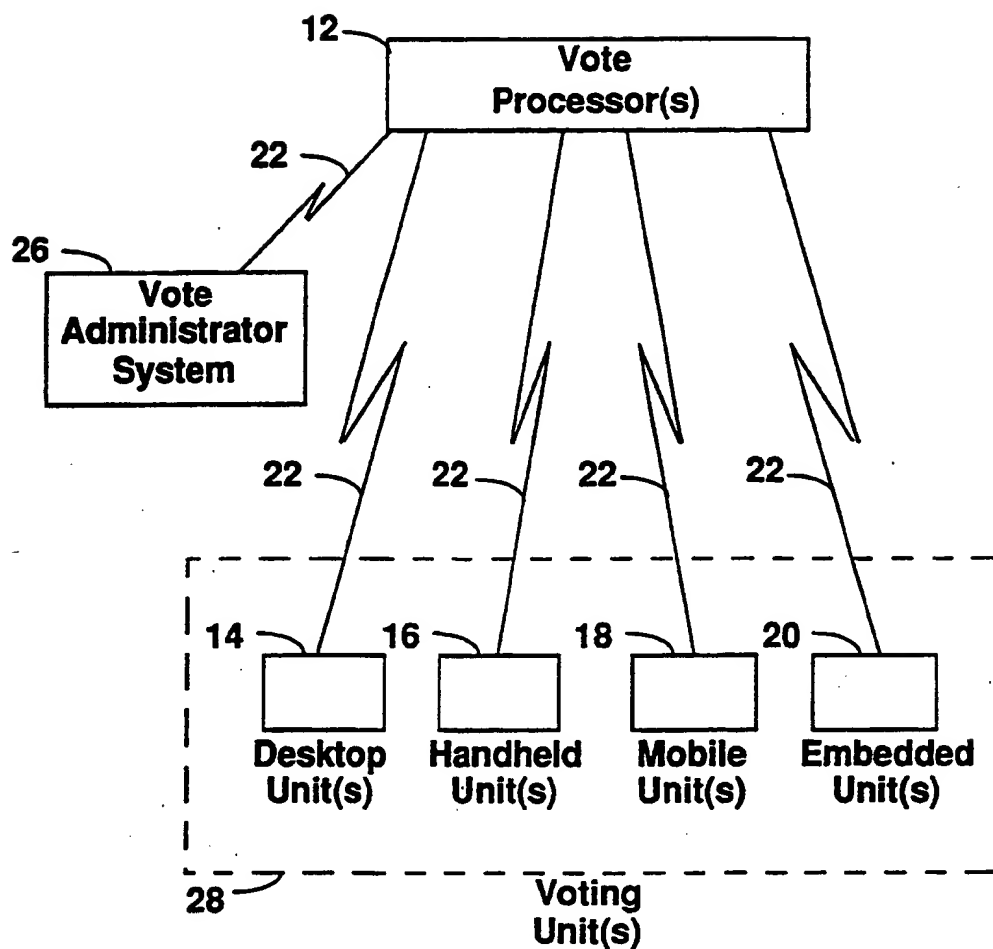 12
Vote
Processor(s)
22
26
Vote
Administrator
System
22 22 22 22
14 16 18 20
Desktop Unit(s)
Handheld Unit(s)
Mobile Unit(s)
Embedded Unit(s)
28
Voting
Unit(s)